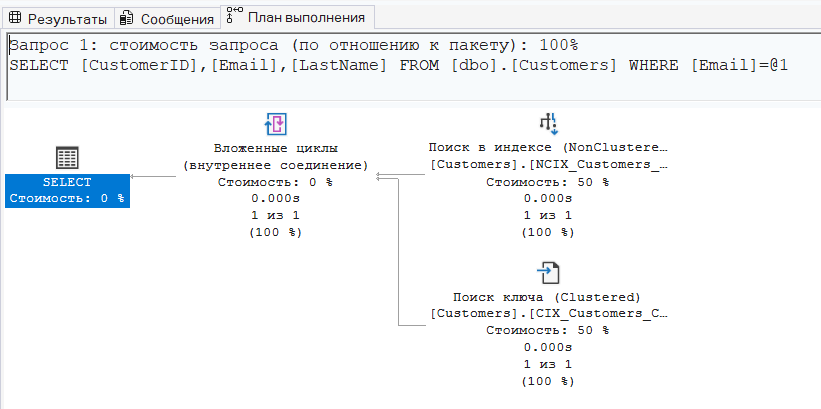 Результаты Сообщения План выполнения
Запрос 1: стоимость запроса (по отношению к пакету): 100%
SELECT [CustomerID],[Email],[LastName] FROM [dbo].[Customers] WHERE [Email]=@1
SELECT
Стоимость: 0 %
Вложенные циклы
(внутреннее соединение)
Стоимость: 0 %
0.000s
1 из 1
(100 %)
Поиск в индексе (NonClustere…
[Customers].[NCIX_Customers_…
Стоимость: 50 %
0.000s
1 из 1
(100 %)
Поиск ключа (Clustered)
[Customers].[CIX_Customers_C…
Стоимость: 50 %
0.000s
1 из 1
(100 %)